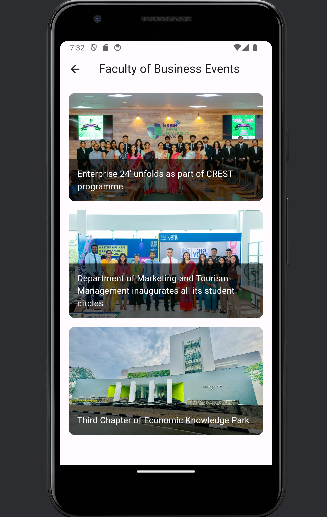 7:32
Faculty of Business Events
Enterprise 24' unfolds as part of CREST
programme
Department of Marketing and Tourism
Management inaugurates all its student
circles
Third Chapter of Economic Knowledge Park